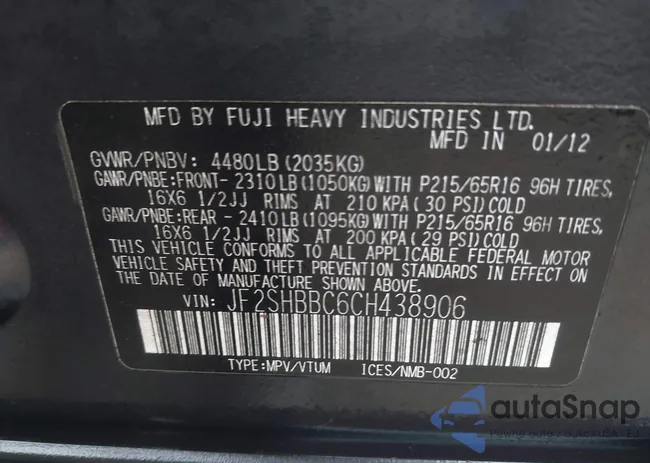 MFD BY FUJI HEAVY INDUSTRIES LTD.
MFD IN 01/12
GVWR/PNBV: 4480LB(2035KG)
GAWR/PNBE:FRONT- 2310LB(1050KG)WITH P215/65R16 96H TIRES,
16X6 1/2JJ RIMS AT 210 KPA(30 PSI)COLD
GAWR/PNBE:REAR - 2410LB(1095KG)WITH P215/65R16 96H TIRES,
16X6 1/2JJ RIMS AT 200 KPA(29 PSI)COLD
THIS VEHICLE CONFORMS TO ALL APPLICABLE FEDERAL MOTOR
VEHICLE SAFETY AND THEFT PREVENTION STANDARDS IN EFFECT ON
THE DATE OF MANUFACTURE SHOWN ABOVE.
VIN: JF2SHBBC6CH438906
TYPE:MPV/VTUM ICES/NMB-002
autoSnap